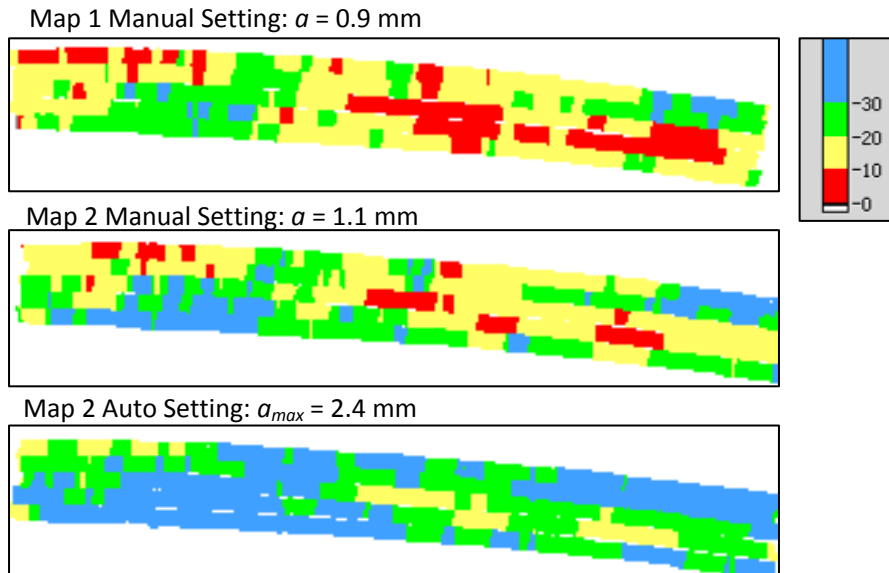 Map 1 Manual Setting: a = 0.9 mm
30
20
10
0
Map 2 Manual Setting: a = 1.1 mm
Map 2 Auto Setting: amax = 2.4 mm